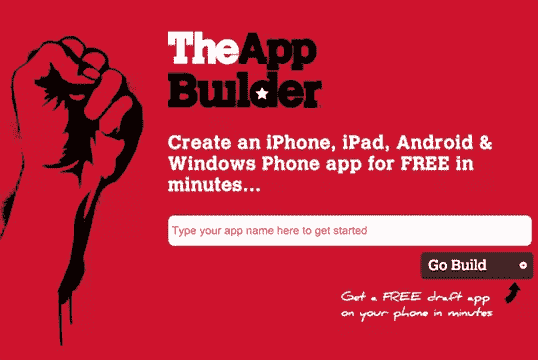 TheApp
Builder
Create an iPhone, iPad, Android &
Windows Phone app for FREE in
minutes...
Type your app name here to get started
Go Build
Get a FREE draft app
on your phone in minutes